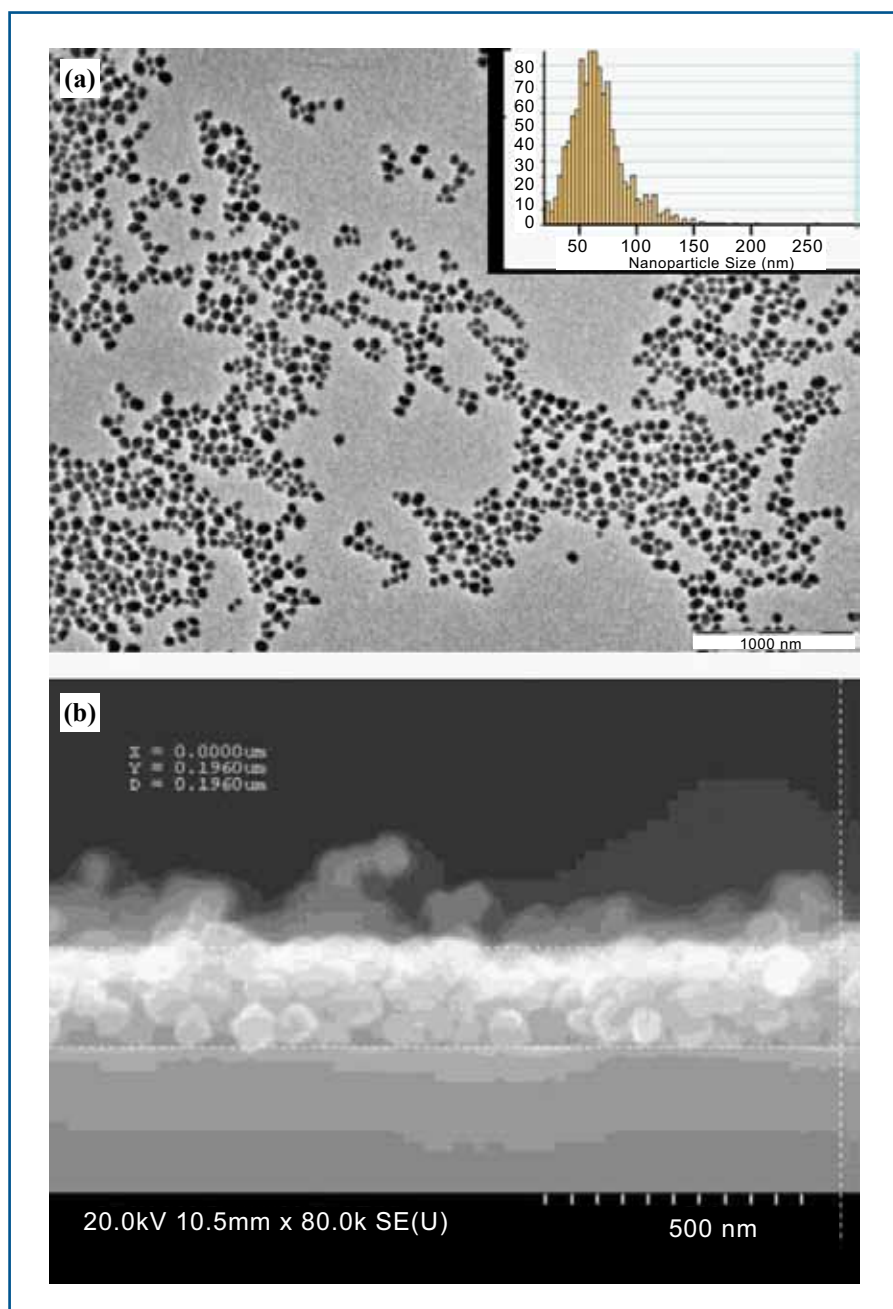 (a)
80
70
60
50
40
30
20
10
0
50 100 150 200 250
Nanoparticle Size (nm)
1000 nm
(b)
X = 0.0000um
Y = 0.1960um
D = 0.1960um
20.0kV 10.5mm x 80.0k SE(U)
500 nm